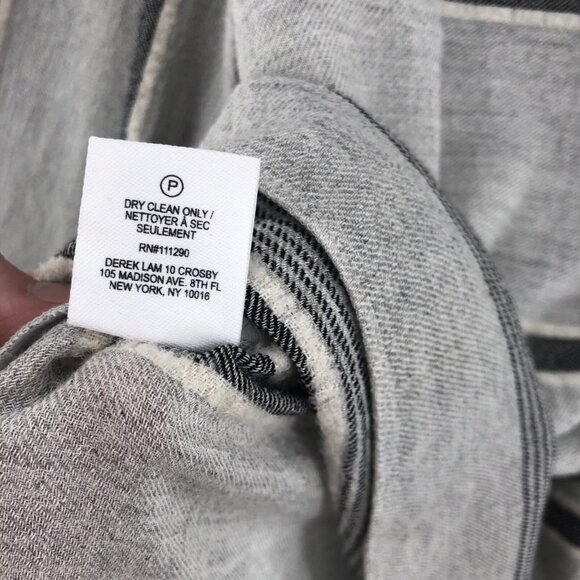 P
DRY CLEAN ONLY /
NETTOYER À SEC
SEULEMENT
RN#111290
DEREK LAM 10 CROSBY
105 MADISON AVE. 8TH FL
NEW YORK, NY 10016